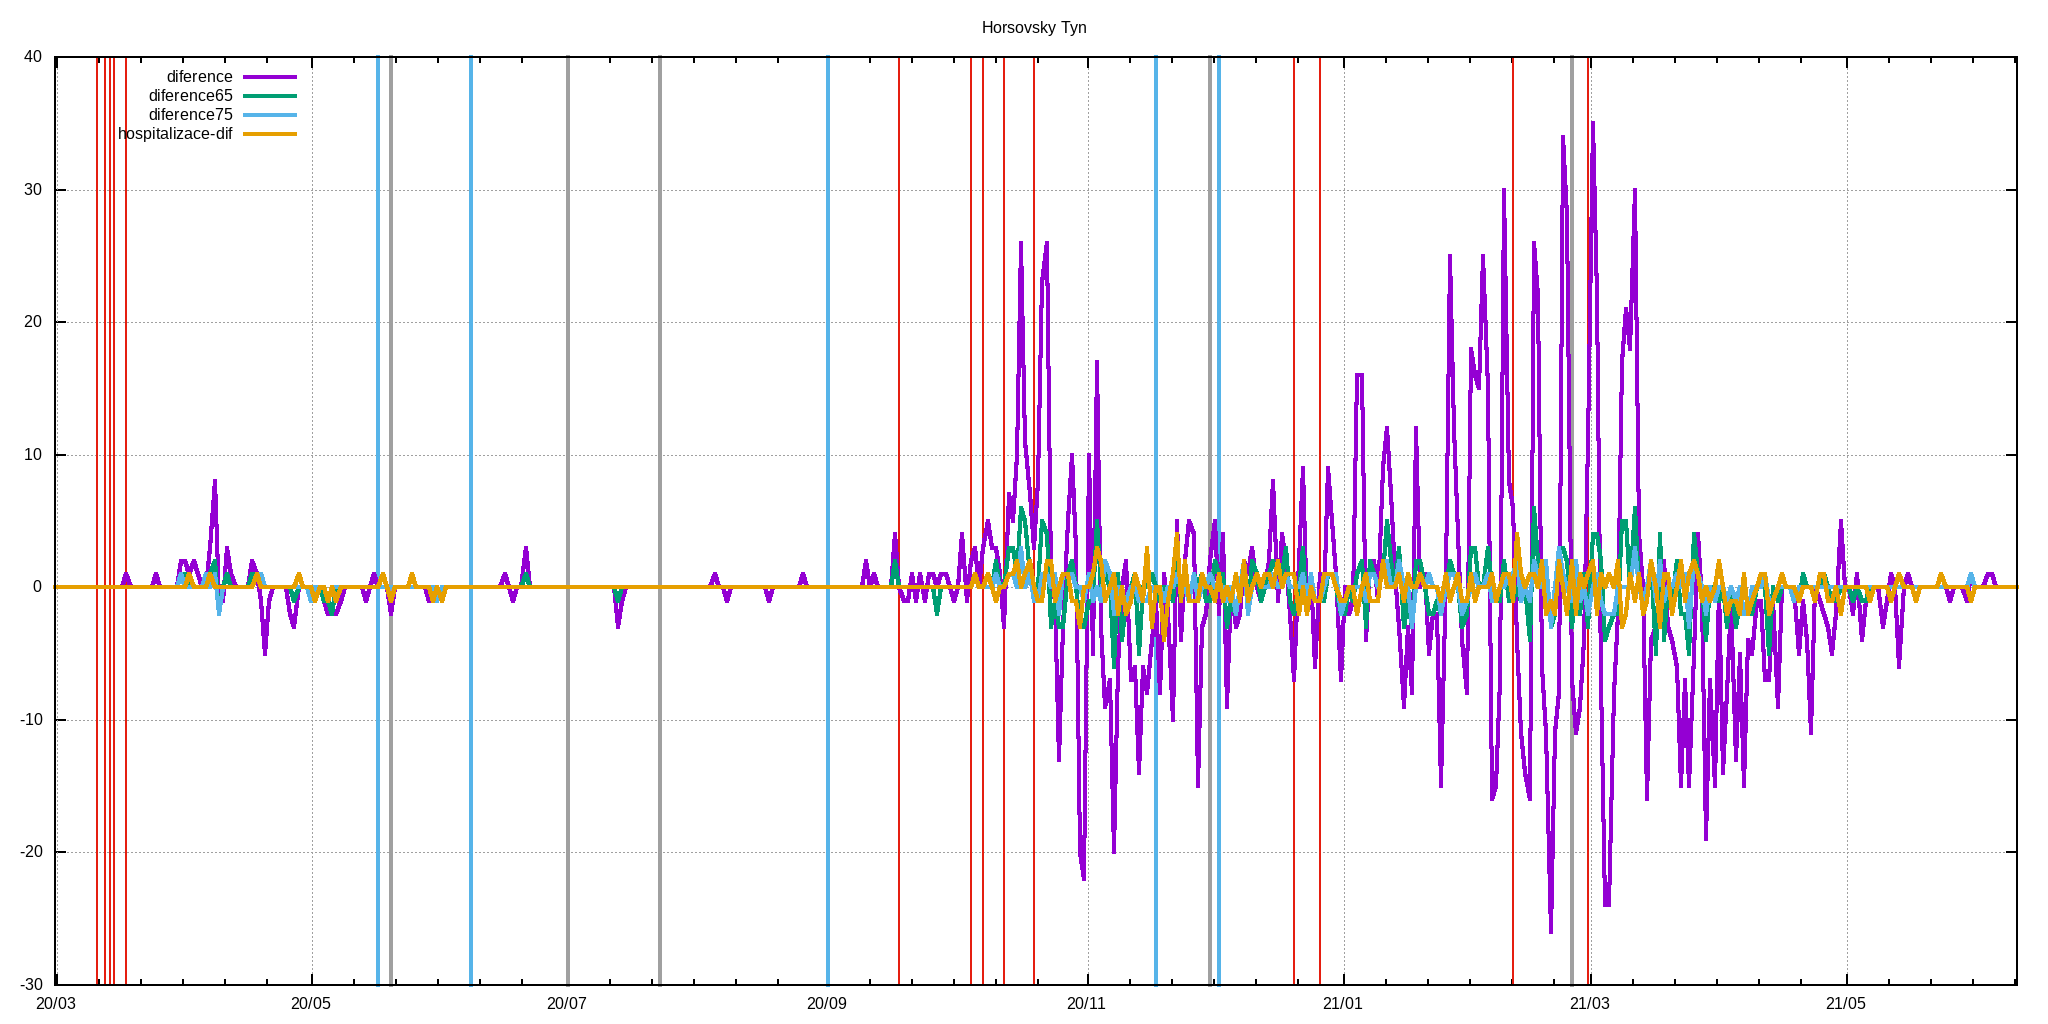 Horsovsky Tyn
40
30
20
10
0
-10
-20
-30
diference
diference65
diference75
hospitalizace-dif
20/03 20/05 20/07 20/09 20/11 21/01 21/03 21/05